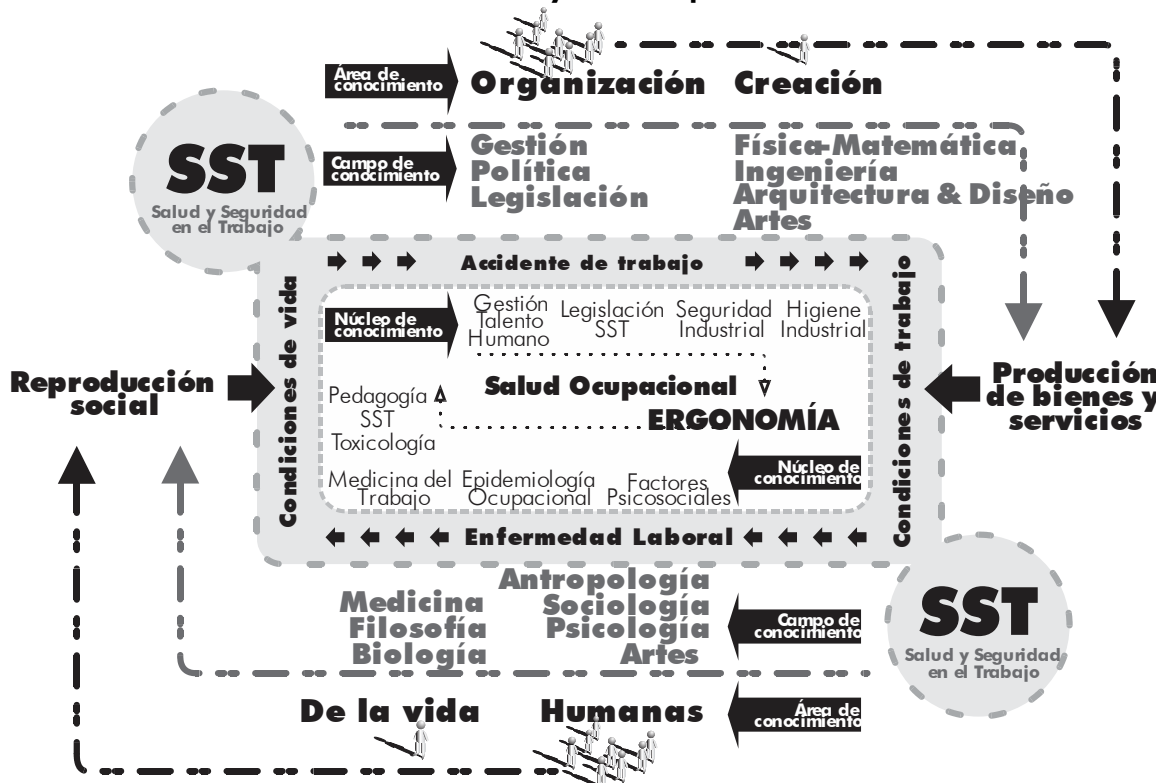 Área de
conocimiento
Organización
Creación
SST
Salud y Seguridad
en el Trabajo
Campo de
conocimiento
Gestión
Política
Legislación
Física-Matemática
Ingeniería
Arquitectura & Diseño
Artes
Accidente de trabajo
Condiciones de vida
Condiciones de trabajo
Núcleo de
conocimiento
Gestión
Talento
Humano
Legislación
SST
Seguridad
Industrial
Higiene
Industrial
Reproducción
social
Salud Ocupacional
ERGONOMÍA
Producción
de bienes y
servicios
Pedagogía
SST
Toxicología
Medicina del
Trabajo
Epidemiología
Ocupacional
Factores
Psicosociales
Núcleo de
conocimiento
Enfermedad Laboral
Medicina
Filosofía
Biología
Antropología
Sociología
Psicología
Artes
Campo de
conocimiento
SST
Salud y Seguridad
en el Trabajo
De la vida
Humanas
Área de
conocimiento